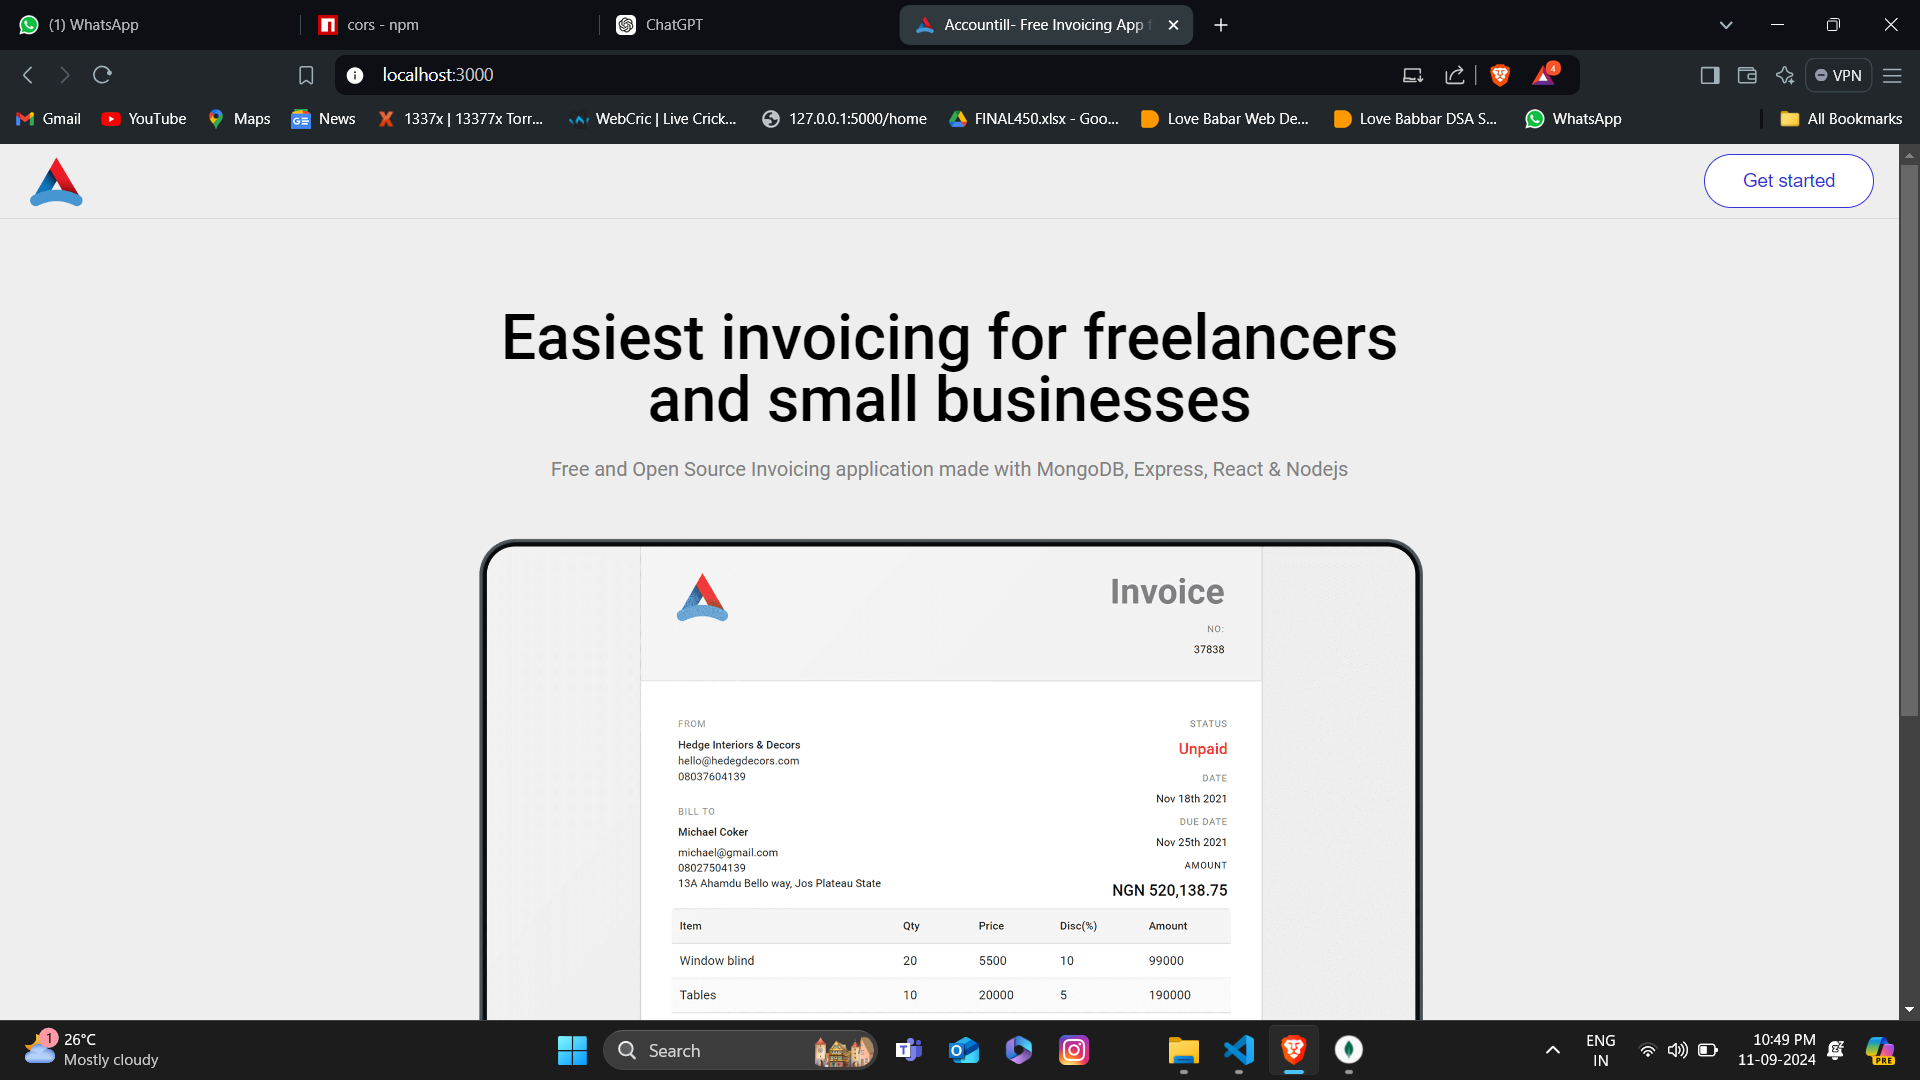 (1) WhatsApp
cors - npm
ChatGPT
Accountill- Free Invoicing App
localhost:3000
4
VPN
Gmail
YouTube
Maps
News
1337x | 13377x Torr...
WebCric | Live Crick...
127.0.0.1:5000/home
FINAL450.xlsx - Goo...
Love Babar Web De...
Love Babbar DSA S...
WhatsApp
All Bookmarks
Get started
Easiest invoicing for freelancers
and small businesses
Free and Open Source Invoicing application made with MongoDB, Express, React & Nodejs
Invoice
NO:
37838
FROM
Hedge Interiors & Decors
hello@hedegdecors.com
08037604139
STATUS
Unpaid
DATE
Nov 18th 2021
BILL TO
Michael Coker
michael@gmail.com
08027504139
13A Ahamdu Bello way, Jos Plateau State
DUE DATE
Nov 25th 2021
AMOUNT
NGN 520,138.75
Item Qty Price Disc(%) Amount
Window blind 20 5500 10 99000
Tables 10 20000 5 190000
1
26°C
Mostly cloudy
Search
ENG
IN
10:49 PM
11-09-2024
PRE